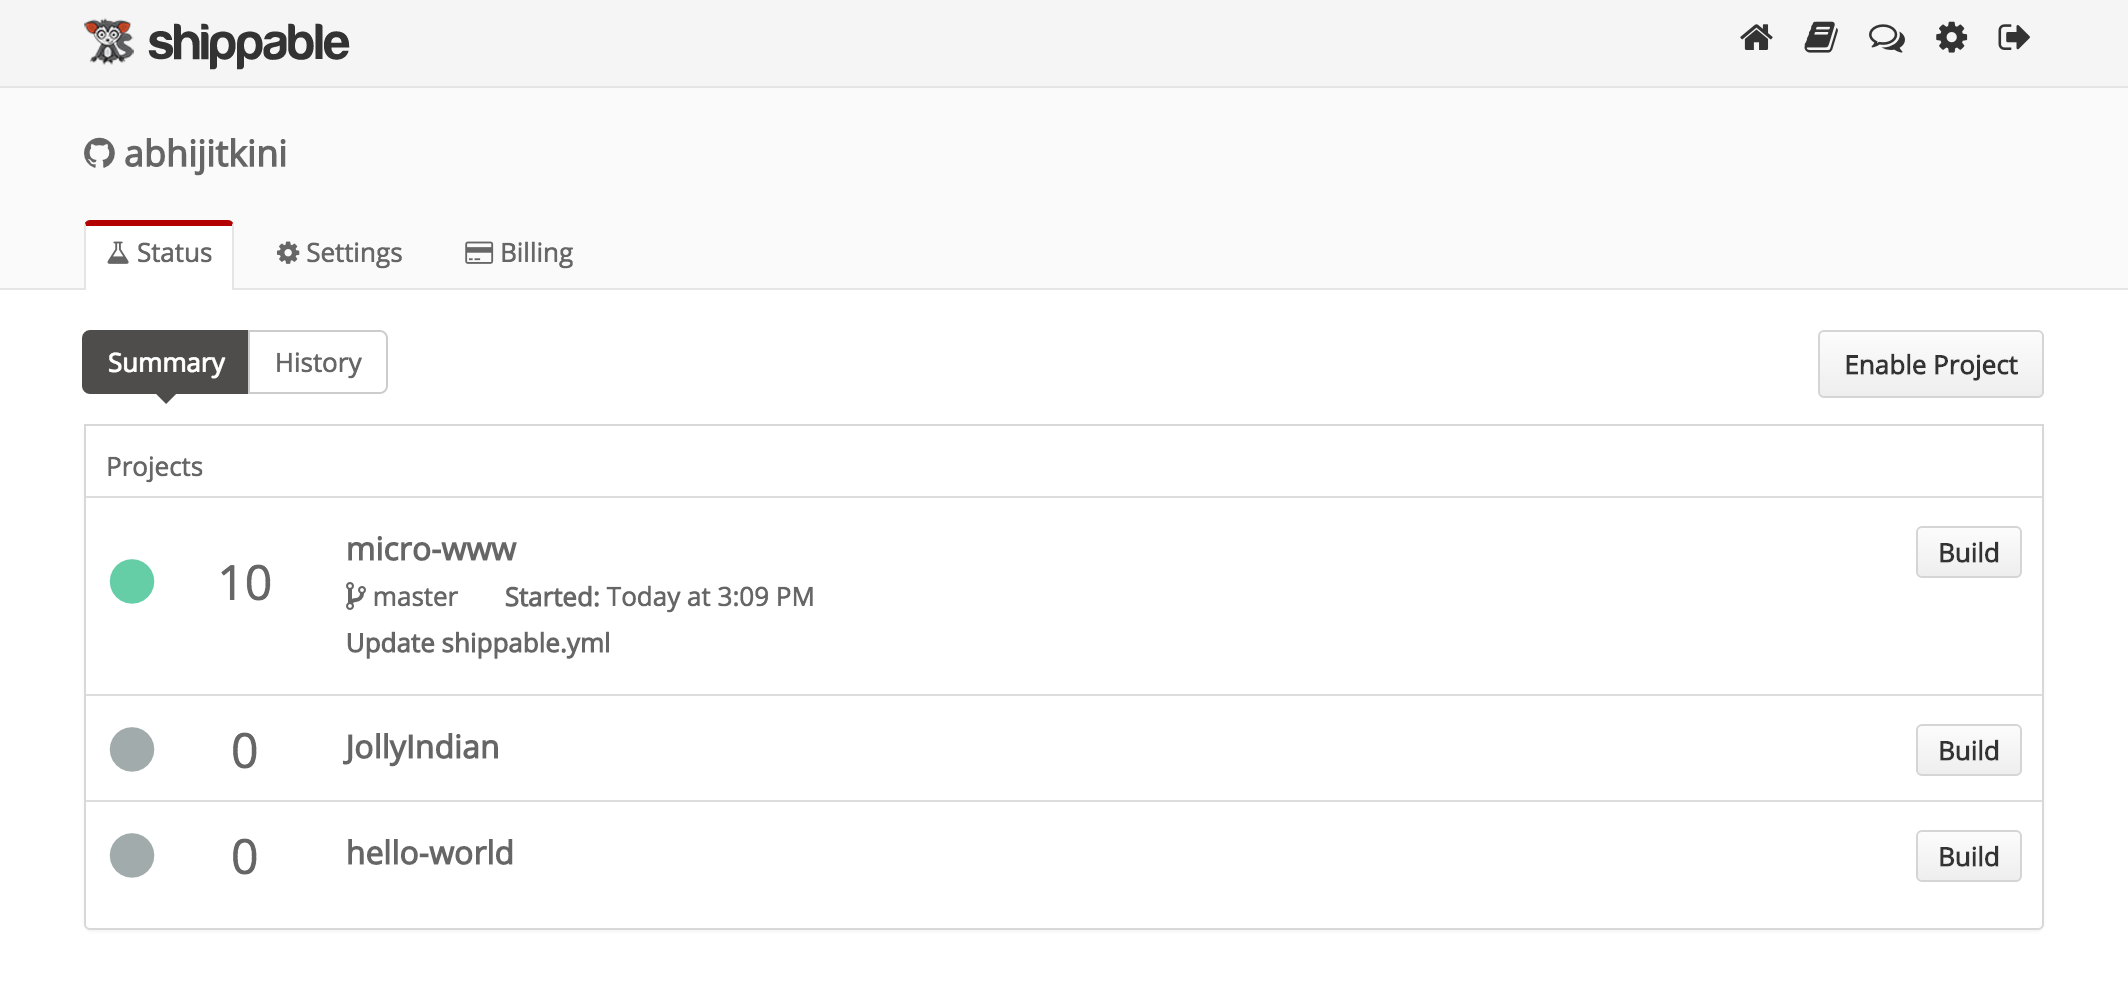 shippable
abhijitkini
Status Settings Billing
Summary History Enable Project
Projects
10 micro-www Build
master Started: Today at 3:09 PM
Update shippable.yml
0 JollyIndian Build
0 hello-world Build